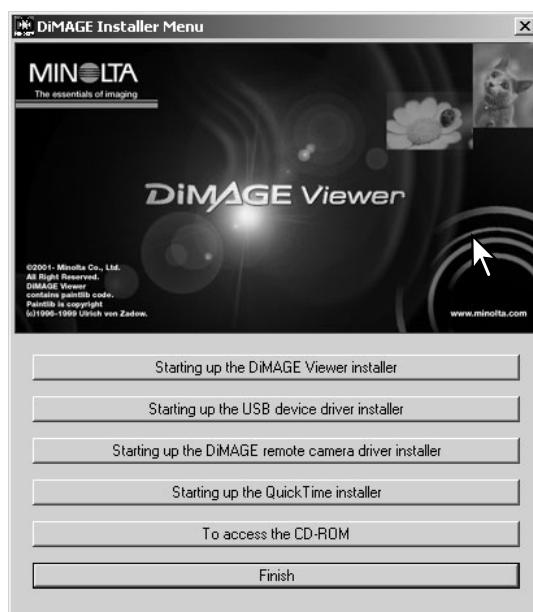 DiMAGE Installer Menu
MINOLTA
The essentials of imaging
DiMAGE Viewer
©2001- Minolta Co., Ltd.
All Right Reserved.
DiMAGE Viewer
contains paintlib code.
Paintlib is copyright
(c)1996-1999 Ulrich von Zadow.
www.minolta.com
Starting up the DiMAGE Viewer installer
Starting up the USB device driver installer
Starting up the DiMAGE remote camera driver installer
Starting up the QuickTime installer
To access the CD-ROM
Finish